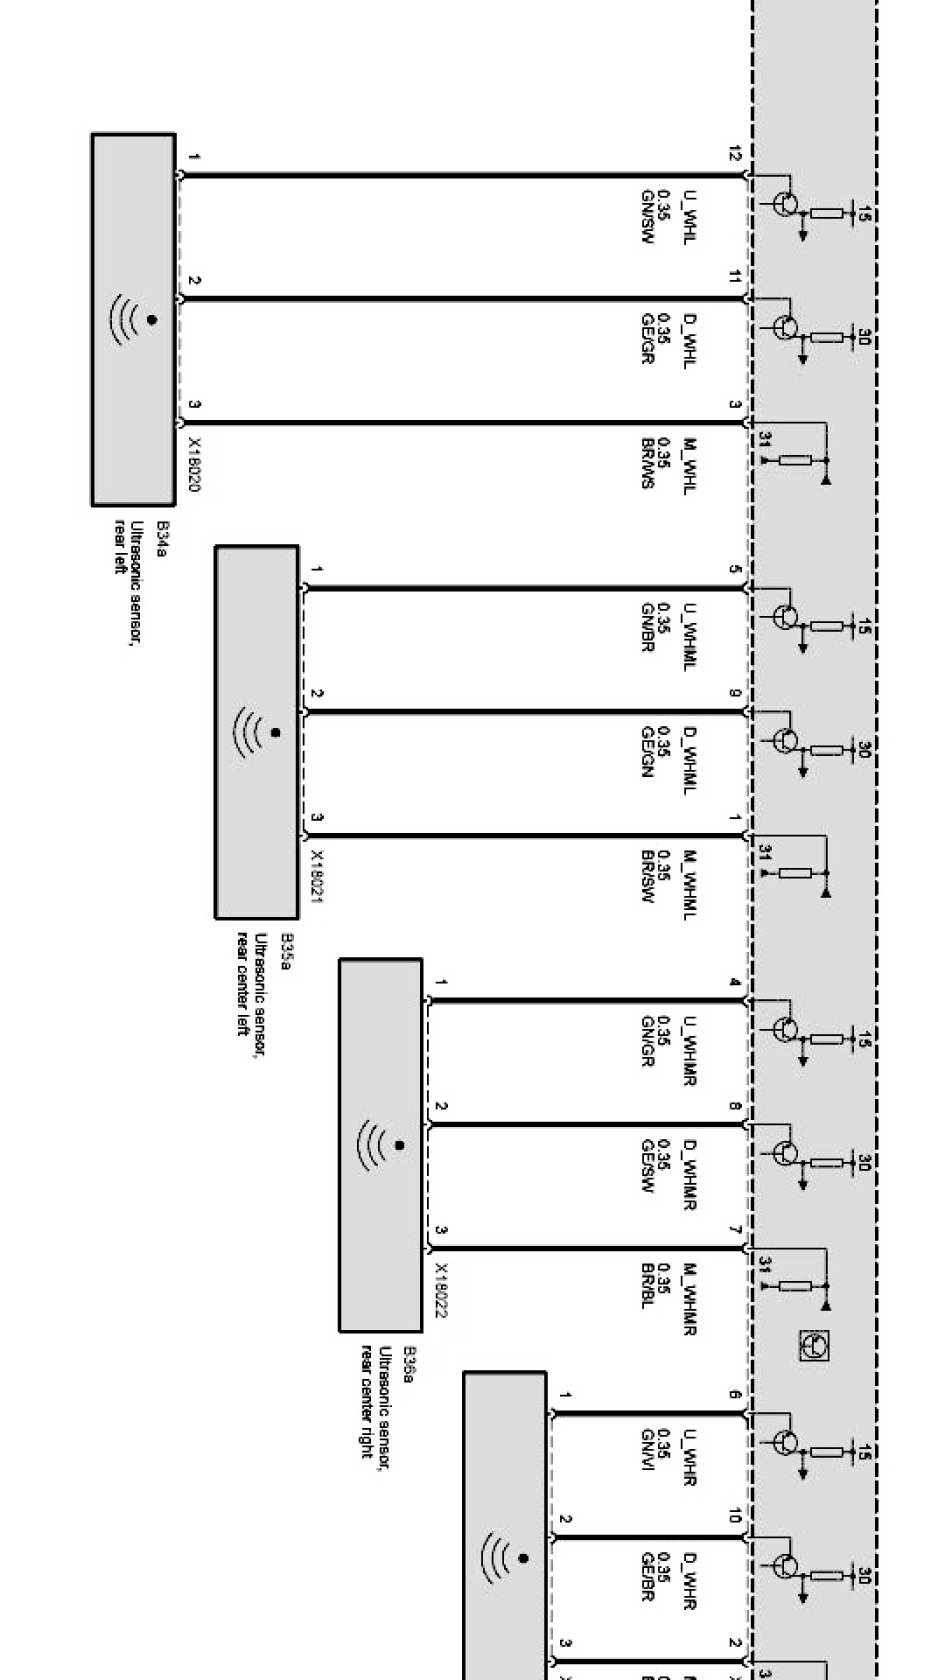 15
30
31
15
30
31
15
30
31
15
30
3
12
11
3
5
9
1
4
8
7
6
10
2
U_WHL
0.35
GN/SW
D_WHL
0.35
GE/GR
M_WHL
0.35
BR/WS
U_WHML
0.35
GN/BR
D_WHML
0.35
GE/GN
M_WHML
0.35
BR/SW
U_WHMR
0.35
GN/GR
D_WHMR
0.35
GE/SW
M_WHMR
0.35
BR/BL
U_WHR
0.35
GN/VI
D_WHR
0.35
GE/BR
1
2
3
X18020
B34a
Ultrasonic sensor,
rear left
1
2
3
X18021
B35a
Ultrasonic sensor,
rear center left
1
2
3
X18022
B36a
Ultrasonic sensor,
rear center right
1
2
3